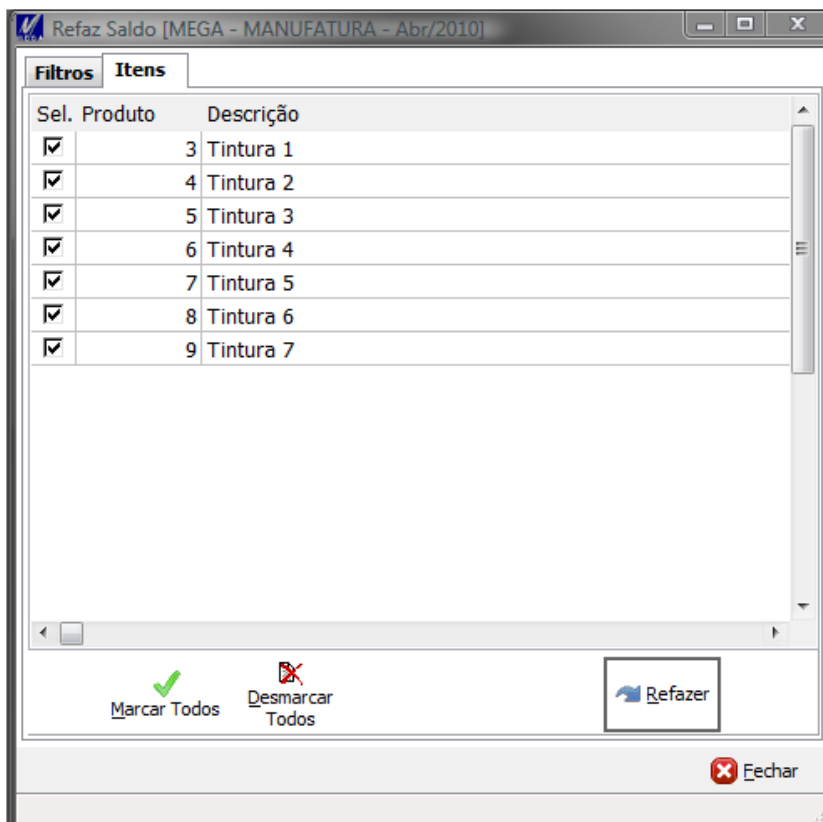 Refaz Saldo [MEGA - MANUFATURA - Abr/2010]
Filtros Itens
Sel. Produto Descrição
3 Tintura 1
4 Tintura 2
5 Tintura 3
6 Tintura 4
7 Tintura 5
8 Tintura 6
9 Tintura 7
Marcar Todos
Desmarcar
Todos
Refazer
Fechar